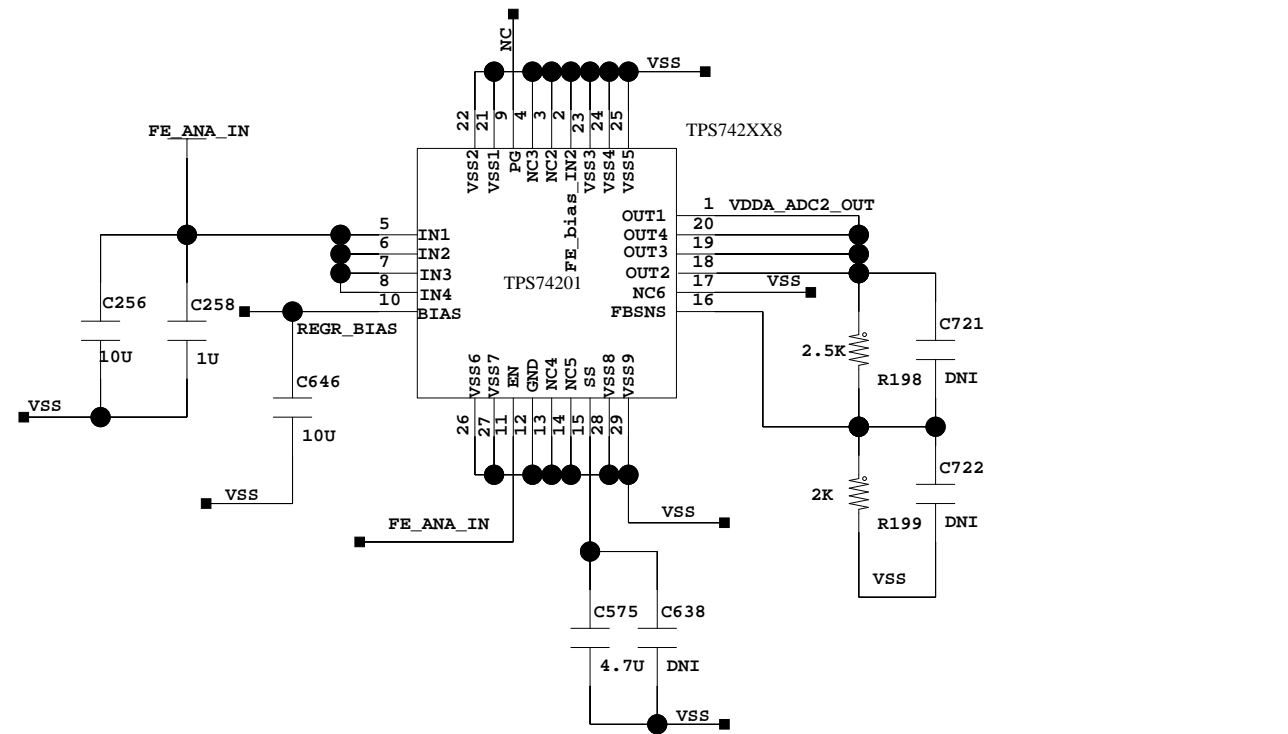 NC
VSS
22
21
9
4
3
2
23
24
25
TPS742XX8
FE_ANA_IN
VSS2
VSS1
PG
NC3
NC2
FE_bias_IN2
VSS3
VSS4
VSS5
5
IN1
6
IN2
7
IN3
8
IN4
10
BIAS
OUT1
1
VDDA_ADC2_OUT
OUT4
20
OUT3
19
OUT2
18
NC6
17
VSS
FBSNS
16
TPS74201
C256
10U
C258
1U
REGR_BIAS
VSS
C646
10U
VSS
VSS6
VSS7
EN
GND
NC4
NC5
SS
VSS8
VSS9
26
27
11
12
13
14
15
28
29
VSS
FE_ANA_IN
2.5K
R198
C721
DNI
2K
R199
C722
DNI
VSS
C575
4.7U
C638
DNI
VSS